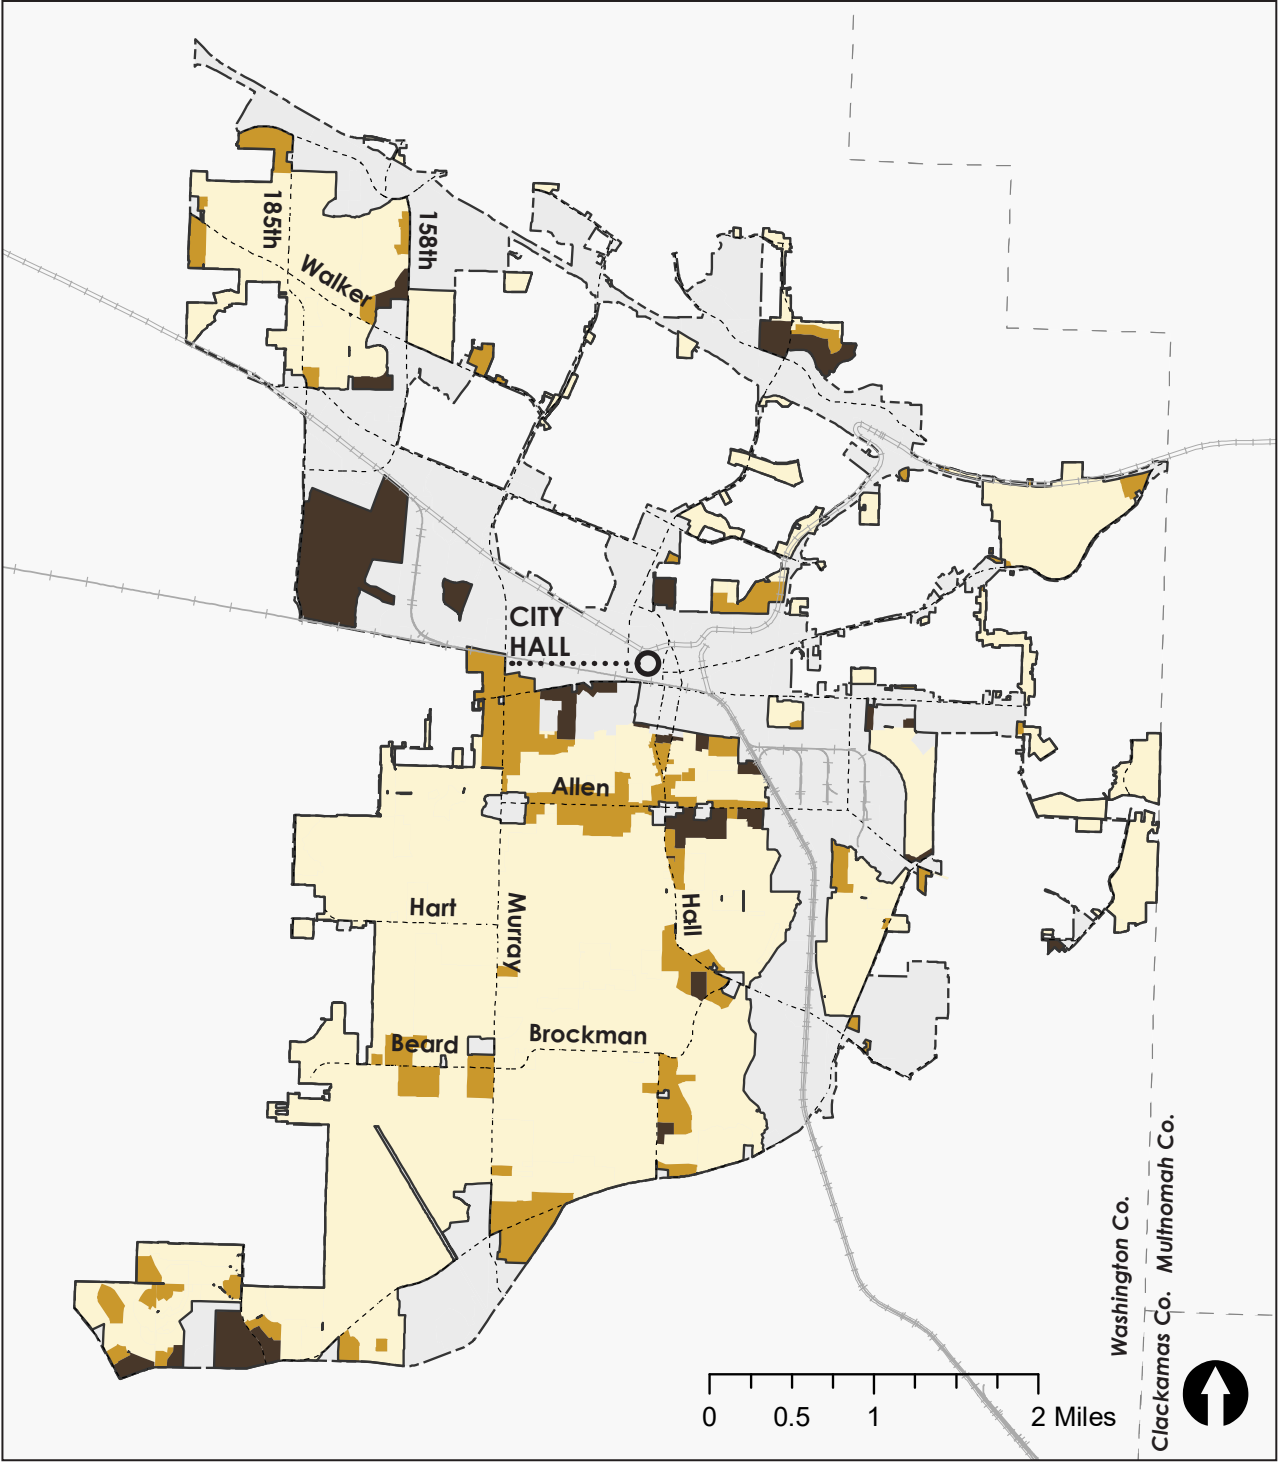 185th
158th
Walker
CITY
HALL
Allen
Hart
Murray
Hall
Beard
Brockman
Washington Co.
Clackamas Co.
Multnomah Co.
0 0.5 1 2 Miles